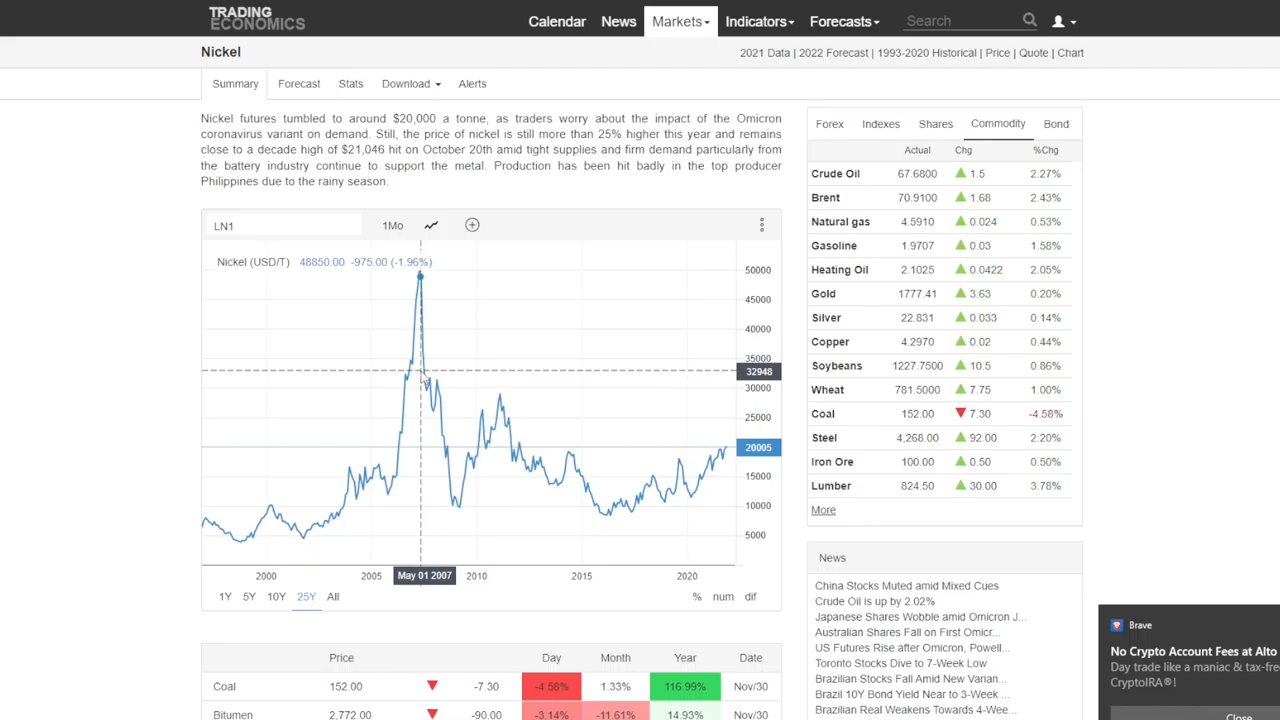 TRADING
ECONOMICS
Calendar News Markets Indicators Forecasts Search
Nickel
2021 Data | 2022 Forecast | 1993-2020 Historical | Price | Quote | Chart
Summary Forecast Stats Download Alerts
Nickel futures tumbled to around $20,000 a tonne, as traders worry about the impact of the Omicron
coronavirus variant on demand. Still, the price of nickel is still more than 25% higher this year and remains
close to a decade high of $21,046 hit on October 20th amid tight supplies and firm demand particularly from
the battery industry continue to support the metal. Production has been hit badly in the top producer
Philippines due to the rainy season.
LN1 1Mo
Nickel (USD/T) 48850.00 -975.00 (-1.96%)
50000
45000
40000
35000
32948
30000
25000
20005
15000
10000
5000
2000 2005 May 01 2007 2010 2015 2020
1Y 5Y 10Y 25Y All % num dif
Price Day Month Year Date
Coal 152.00 -7.30 -4.58% 1.33% 116.99% Nov/30
Bitumen 2,772.00 -90.00 -3.14% -11.61% 14.93% Nov/30
Forex Indexes Shares Commodity Bond
Actual Chg %Chg
Crude Oil 67.6800 1.5 2.27%
Brent 70.9100 1.68 2.43%
Natural gas 4.5910 0.024 0.53%
Gasoline 1.9707 0.03 1.58%
Heating Oil 2.1025 0.0422 2.05%
Gold 1777.41 3.63 0.20%
Silver 22.831 0.033 0.14%
Copper 4.2970 0.02 0.44%
Soybeans 1227.7500 10.5 0.86%
Wheat 781.5000 7.75 1.00%
Coal 152.00 7.30 -4.58%
Steel 4,268.00 92.00 2.20%
Iron Ore 100.00 0.50 0.50%
Lumber 824.50 30.00 3.78%
More
News
China Stocks Muted amid Mixed Cues
Crude Oil is up by 2.02%
Japanese Shares Wobble amid Omicron J...
Australian Shares Fall on First Omicr...
US Futures Rise after Omicron, Powell...
Toronto Stocks Dive to 7-Week Low
Brazilian Stocks Fall Amid New Varian...
Brazil 10Y Bond Yield Near to 3-Week ...
Brazilian Real Weakens Towards 4-Wee...
Brave
No Crypto Account Fees at Alto
Day trade like a maniac & tax-fre
CryptoIRA®!
Close